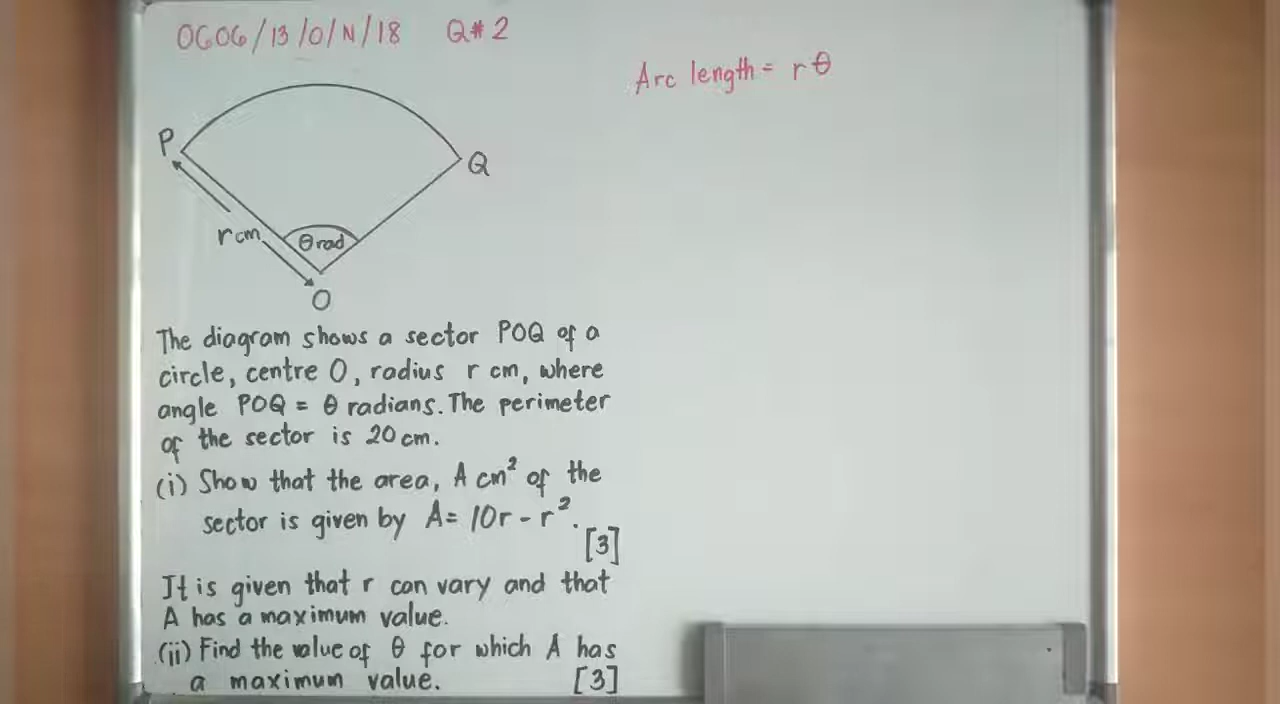 0606/13/O/N/18 Q#2
Arc length = rθ
P
Q
r cm
θ rad
O
The diagram shows a sector POQ of a
circle, centre O, radius r cm, where
angle POQ = θ radians. The perimeter
of the sector is 20 cm.
(i) Show that the area, A cm² of the
sector is given by A = 10r - r².
[3]
It is given that r can vary and that
A has a maximum value.
(ii) Find the value of θ for which A has
a maximum value. [3]